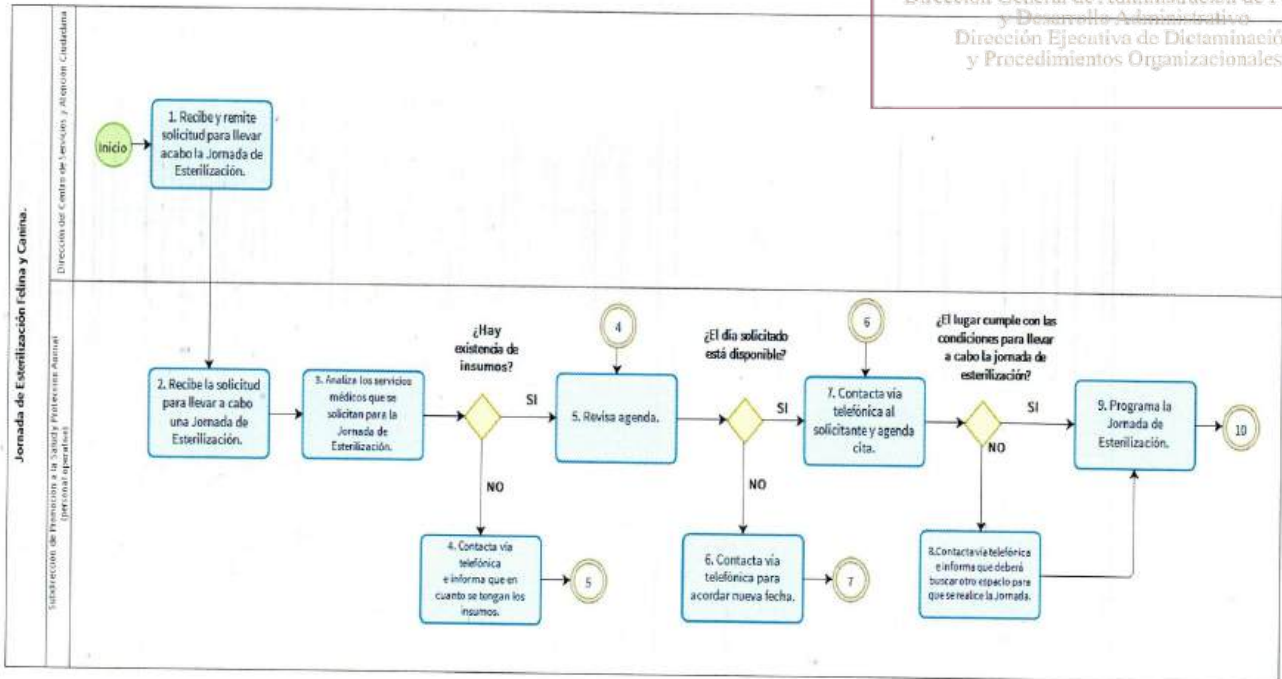 Dirección General de Administración de
y Desarrollo Administrativo
Dirección Ejecutiva de Dictaminació
y Procedimientos Organizacionales
Jornada de Esterilización Felina y Canina.
Dirección del Centro de Servicios y Atención Ciudadana
Inicio
1. Recibe y remite
solicitud para llevar
acabo la Jornada de
Esterilización.
Subdirección de Promoción a la Salud y Protección Animal
(personal operativo)
2. Recibe la solicitud
para llevar a cabo
una Jornada de
Esterilización.
3. Analiza los servicios
médicos que se
solicitan para la
Jornada de
Esterilización.
¿Hay
existencia de
insumos?
SI
NO
4. Contacta vía
telefónica
e informa que en
cuanto se tengan los
insumos.
5
4
5. Revisa agenda.
¿El día solicitado
está disponible?
SI
NO
6. Contacta vía
telefónica para
acordar nueva fecha.
7
6
7. Contacta vía
telefónica al
solicitante y agenda
cita.
¿El lugar cumple con las
condiciones para llevar
a cabo la jornada de
esterilización?
SI
NO
8.Contacta vía telefónica
e informa que deberá
buscar otro espacio para
que se realice la Jornada.
9. Programa la
Jornada de
Esterilización.
10